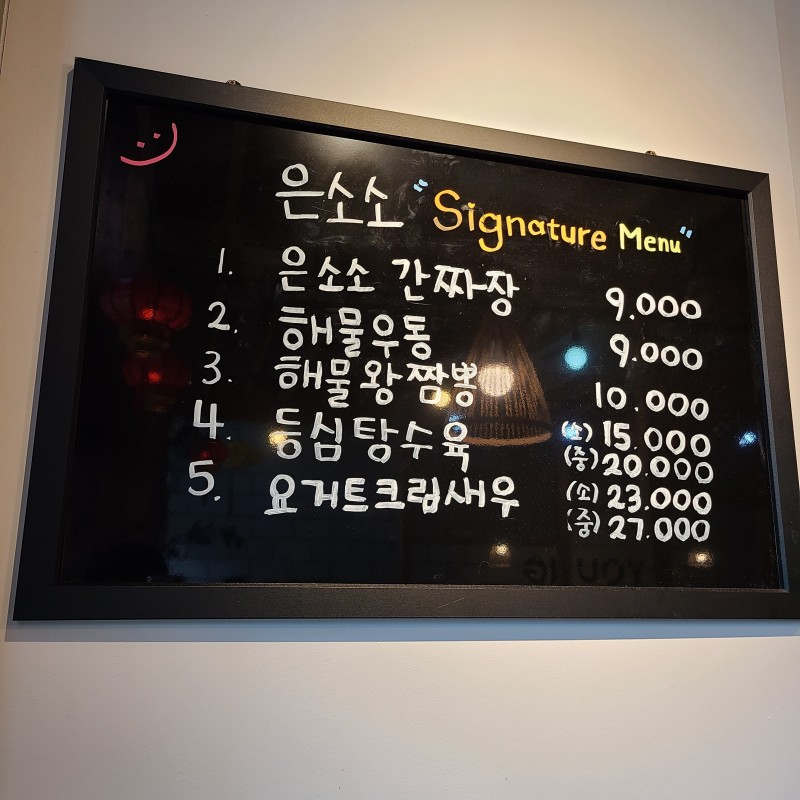 은소소 "Signature Menu"
1. 은소소 간짜장 9.000
2. 해물우동 9.000
3. 해물왕짬뽕 10.000
4. 등심탕수육 (소) 15.000
(중) 20.000
5. 요거트크림새우 (소) 23.000
(중) 27.000